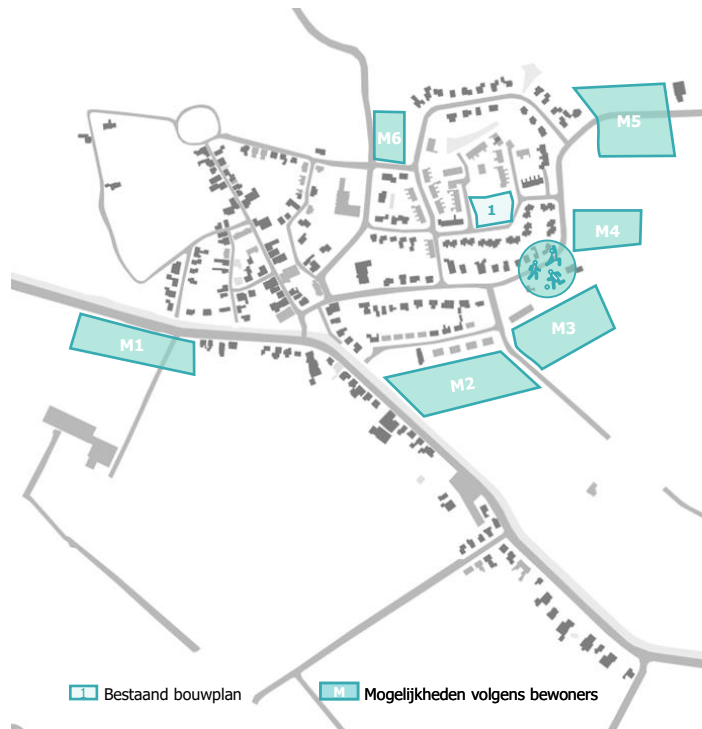 M6
M5
1
M4
M3
M1
M2
1 Bestaand bouwplan
M Mogelijkheden volgens bewoners